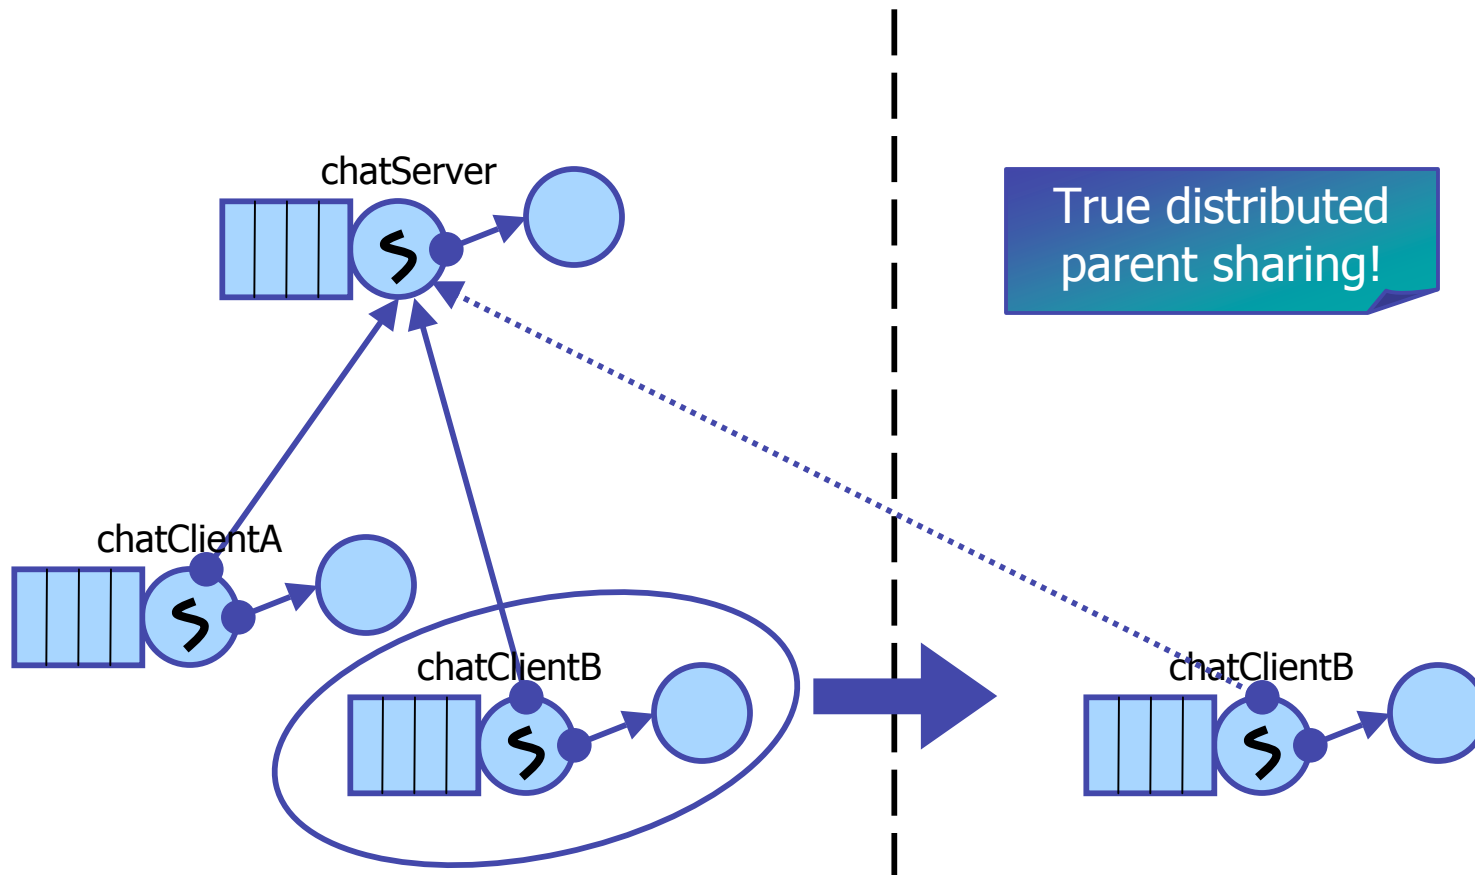 chatServer
True distributed
parent sharing!
chatClientA
chatClientB
chatClientB